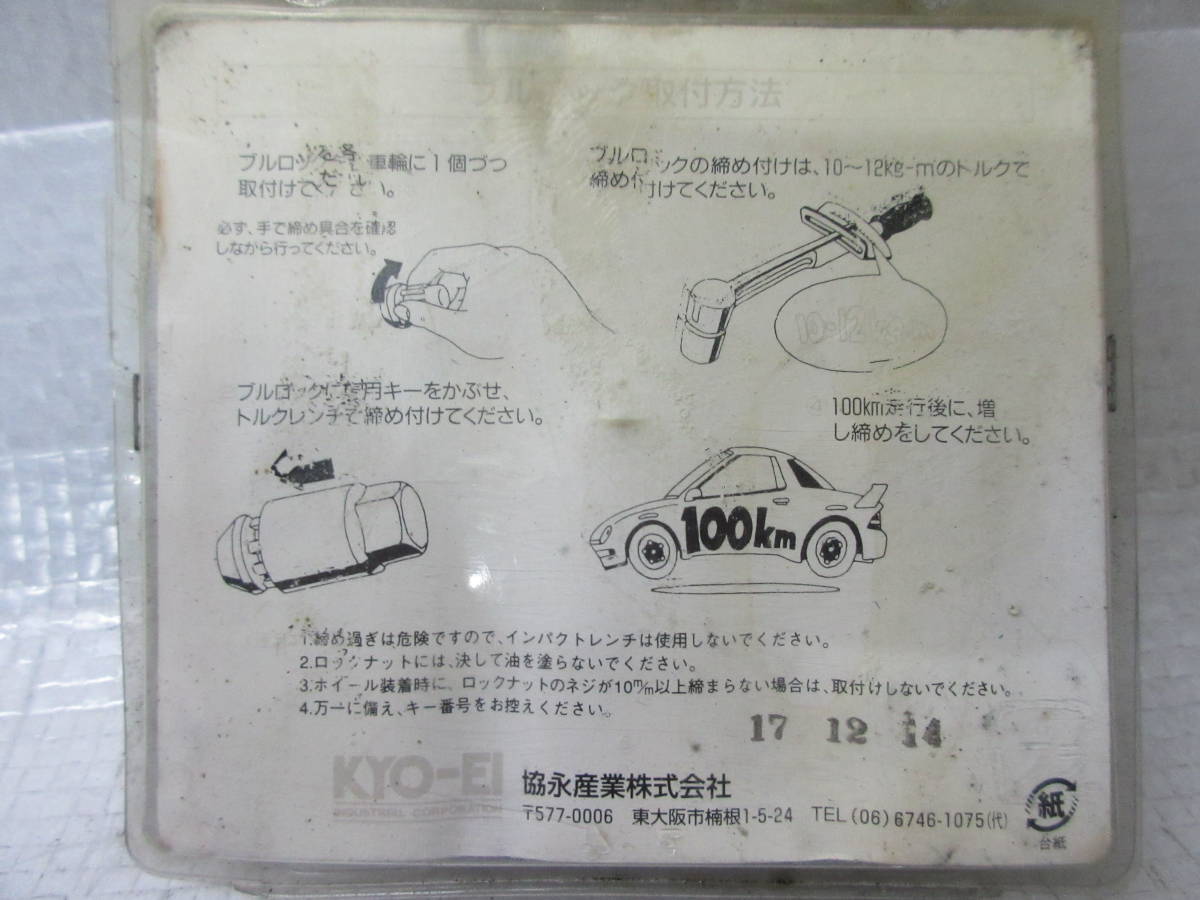 ブルロック取付方法
ブルロックを各車輪に1個づつ
取付けてください。
必ず、手で締め具合を確認
しながら行ってください。
ブルロックの締め付けは、10〜12kg-mのトルクで
締め付けてください。
10-12kg-m
ブルロックに専用キーをかぶせ、
トルクレンチで締め付けてください。
100km走行後に、増
し締めをしてください。
100km
1.締め過ぎは危険ですので、インパクトレンチは使用しないでください。
2.ロックナットには、決して油を塗らないでください。
3.ホイール装着時に、ロックナットのネジが10m/m以上締まらない場合は、取付けしないでください。
4.万一に備え、キー番号をお控えください。
17 12 14
KYO-EI
INDUSTRIAL CORPORATION
協永産業株式会社
〒577-0006 東大阪市楠根1-5-24 TEL(06)6746-1075(代)
紙
台紙